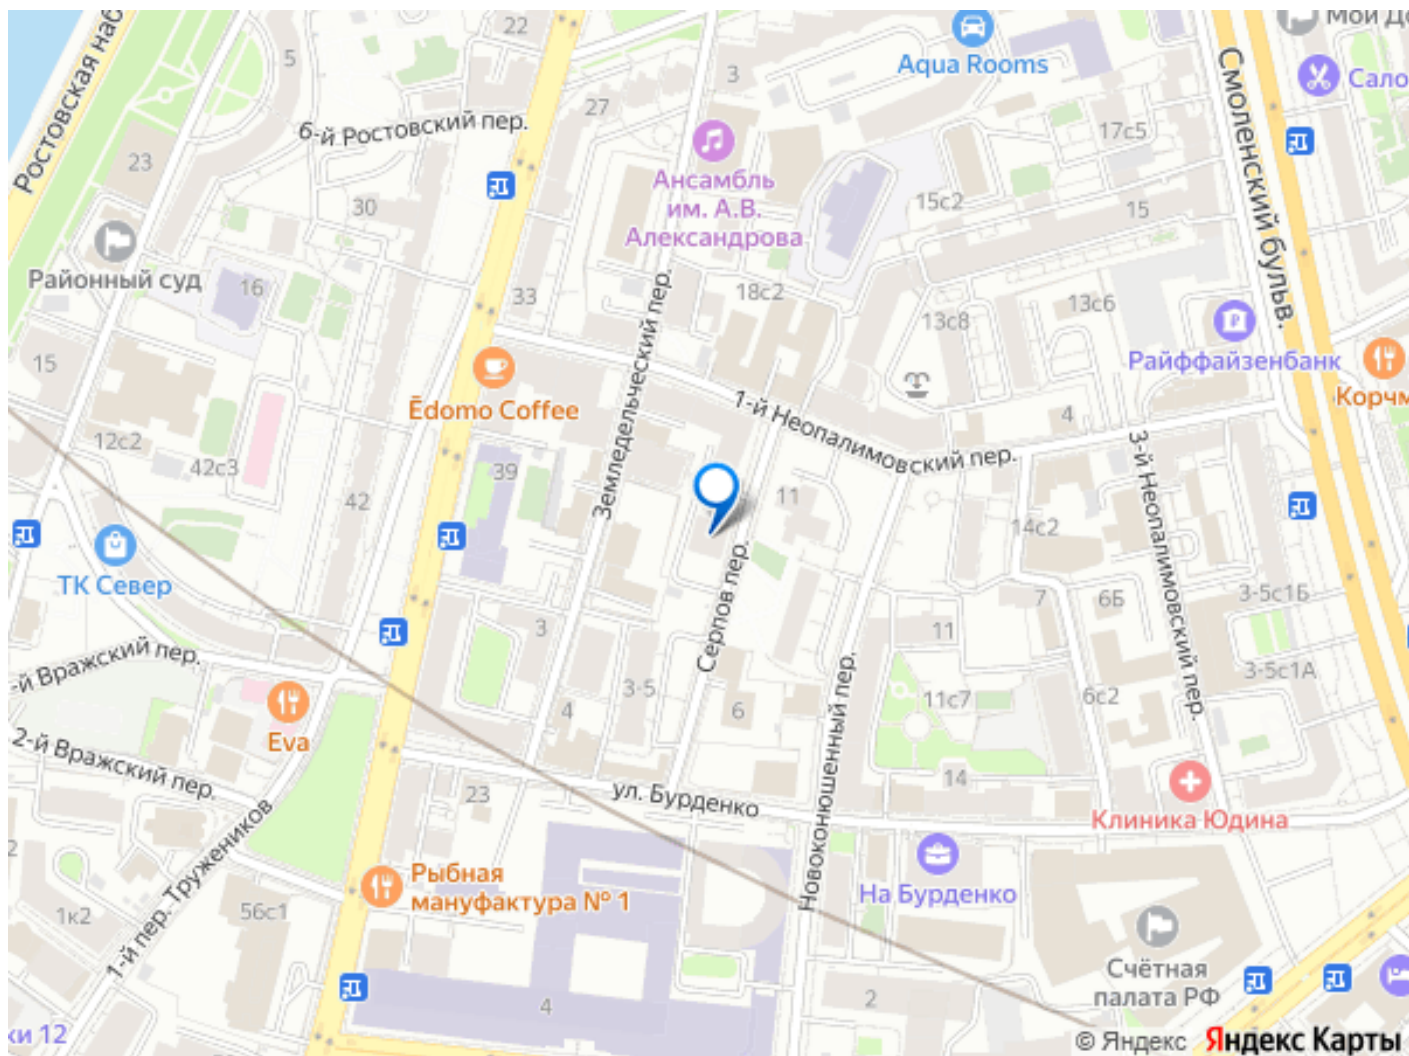 22
Мой До
Ростовская наб
5
Aqua Rooms
3
Смоленский бульв.
Сало
27
6-й Ростовский пер.
17с5
23
Ансамбль
им. А.В.
Александрова
30
15с2
15
Районный суд
16
33
18с2
13с8
13с6
Райффайзенбанк
15
Земледельческий пер.
Ēdomo Coffee
1-й Неопалимовский пер.
4
Корчм
12с2
42с3
39
42
11
14с2
3-й Неопалимовский пер.
ТК Север
Серпов пер.
7
6Б
3-5с1Б
3
11
-й Вражский пер.
3-5
4
6
Новоконюшенный пер.
11с7
6с2
3-5с1А
Eva
2-й Вражский пер.
23
ул. Бурденко
14
Клиника Юдина
1-й пер. Тружеников
2
Рыбная
мануфактура № 1
На Бурденко
1к2
56с1
Счётная
палата РФ
4
2
ки 12
© Яндекс Яндекс Карты